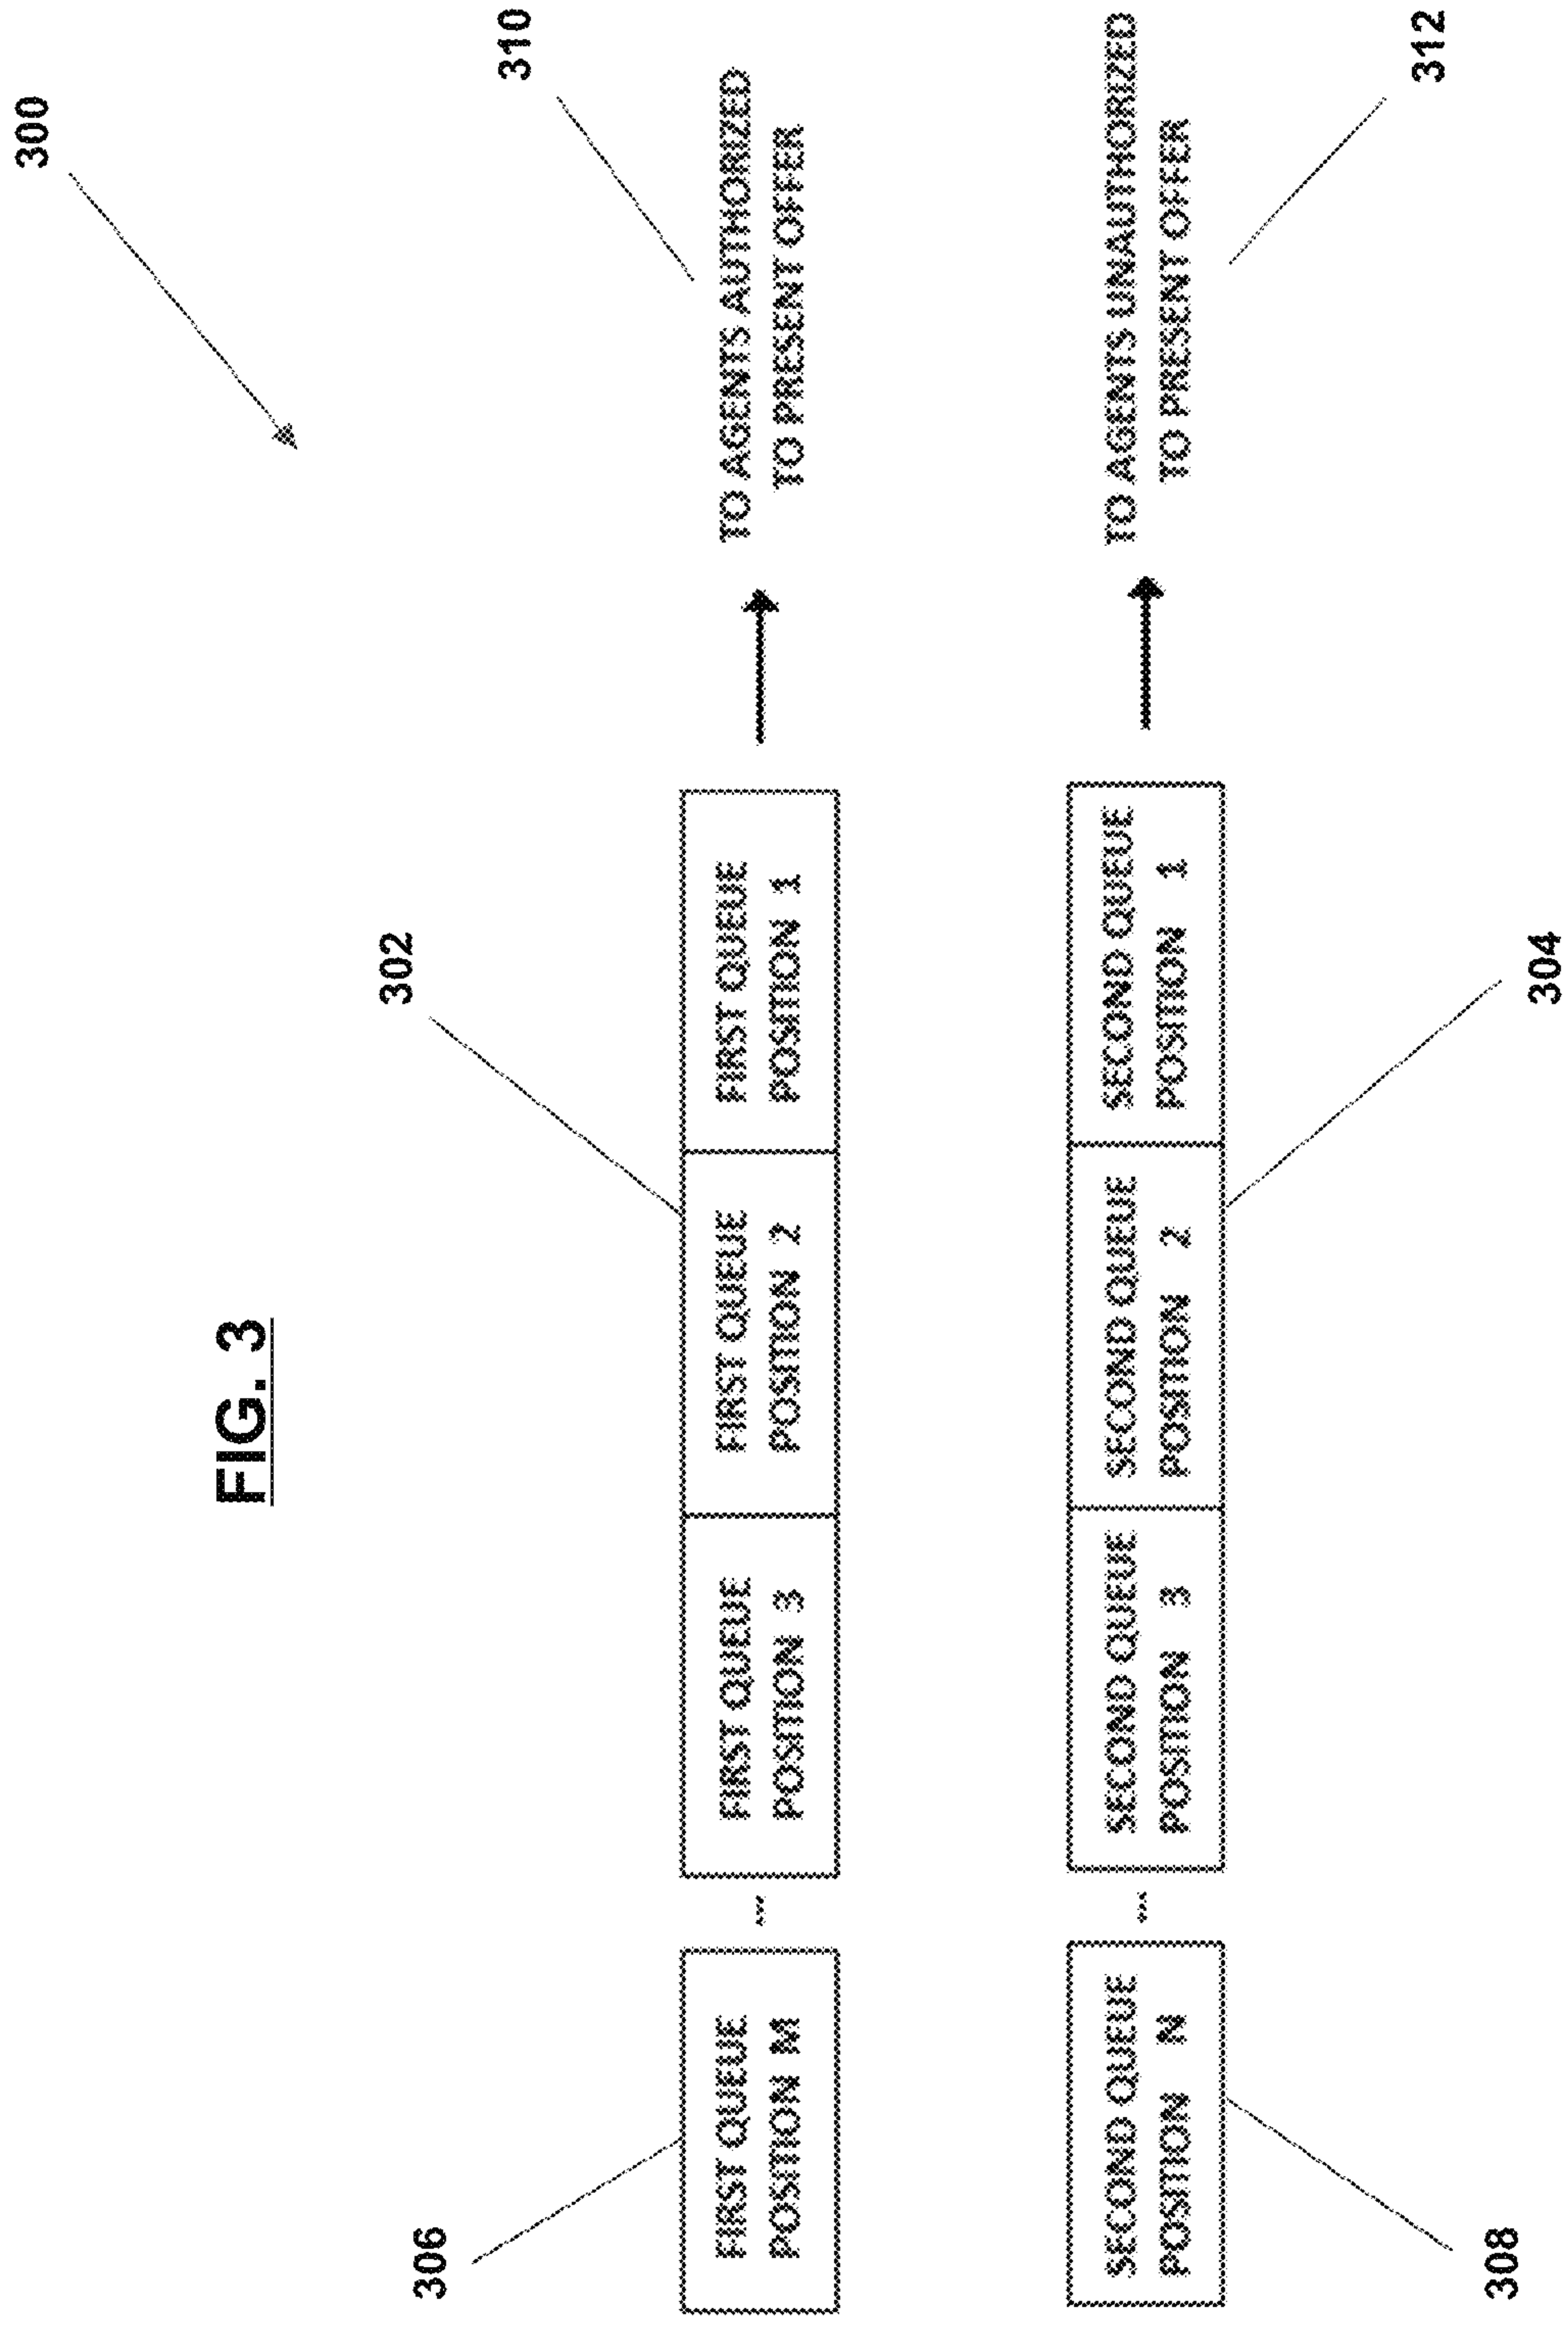 FIG. 3
300
302
306
FIRST QUEUE
POSITION M
...
FIRST QUEUE
POSITION 3
FIRST QUEUE
POSITION 2
FIRST QUEUE
POSITION 1
TO AGENTS AUTHORIZED
TO PRESENT OFFER
310
SECOND QUEUE
POSITION N
...
SECOND QUEUE
POSITION 3
SECOND QUEUE
POSITION 2
SECOND QUEUE
POSITION 1
TO AGENTS UNAUTHORIZED
TO PRESENT OFFER
312
308
304